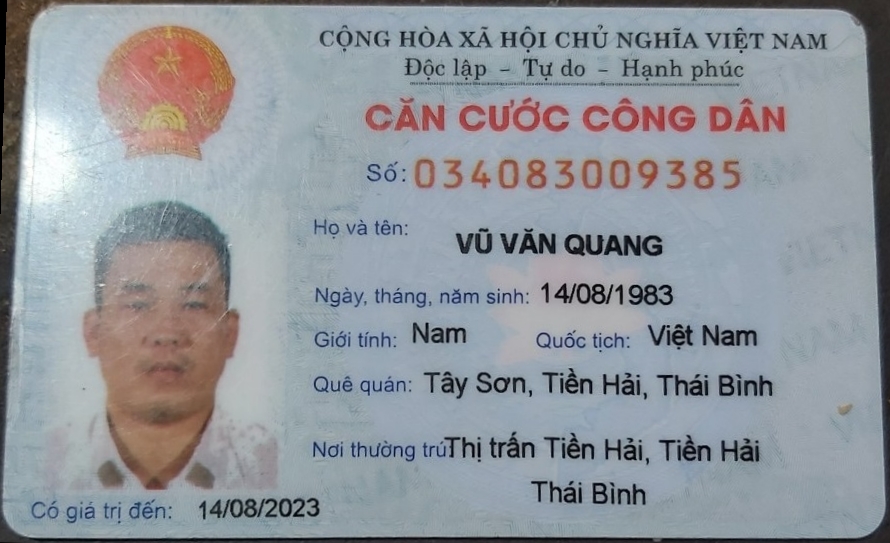 CỘNG HÒA XÃ HỘI CHỦ NGHĨA VIỆT NAM
Độc lập - Tự do - Hạnh phúc
CĂN CƯỚC CÔNG DÂN
Số: 034083009385
Họ và tên: VŨ VĂN QUANG
Ngày, tháng, năm sinh: 14/08/1983
Giới tính: Nam Quốc tịch: Việt Nam
Quê quán: Tây Sơn, Tiền Hải, Thái Bình
Nơi thường trú: Thị trấn Tiền Hải, Tiền Hải
Thái Bình
Có giá trị đến: 14/08/2023